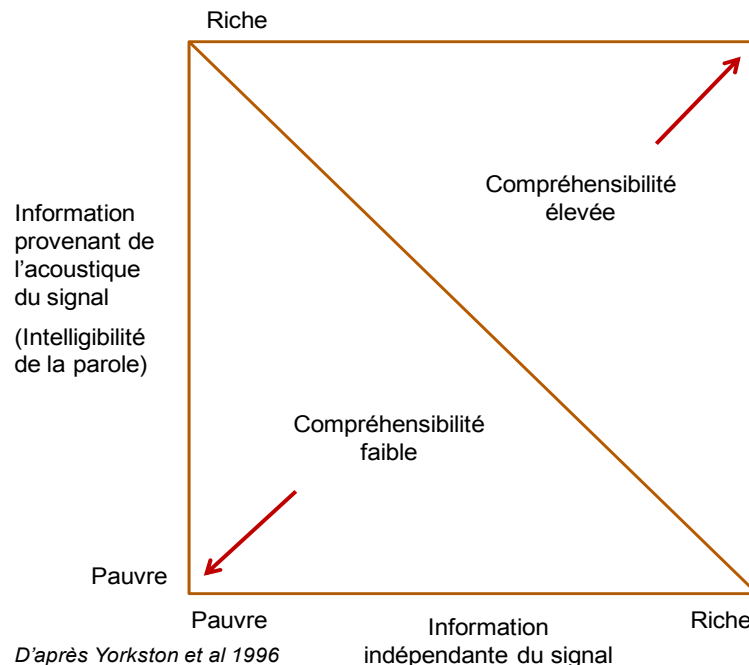 Riche
Information
provenant de
l'acoustique
du signal
(Intelligibilité
de la parole)
Compréhensibilité
élevée
Compréhensibilité
faible
Pauvre
Pauvre
Information
indépendante du signal
Riche
D'après Yorkston et al 1996